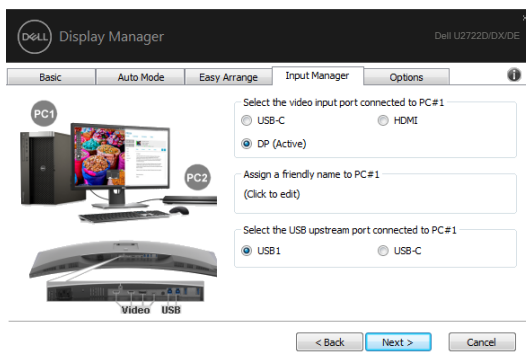 DELL Display Manager
Dell U2722D/DX/DE
Basic Auto Mode Easy Arrange Input Manager Options
PC1
PC2
Video USB
Select the video input port connected to PC#1
USB-C HDMI
DP (Active)
Assign a friendly name to PC#1
(Click to edit)
Select the USB upstream port connected to PC#1
USB1 USB-C
< Back Next > Cancel